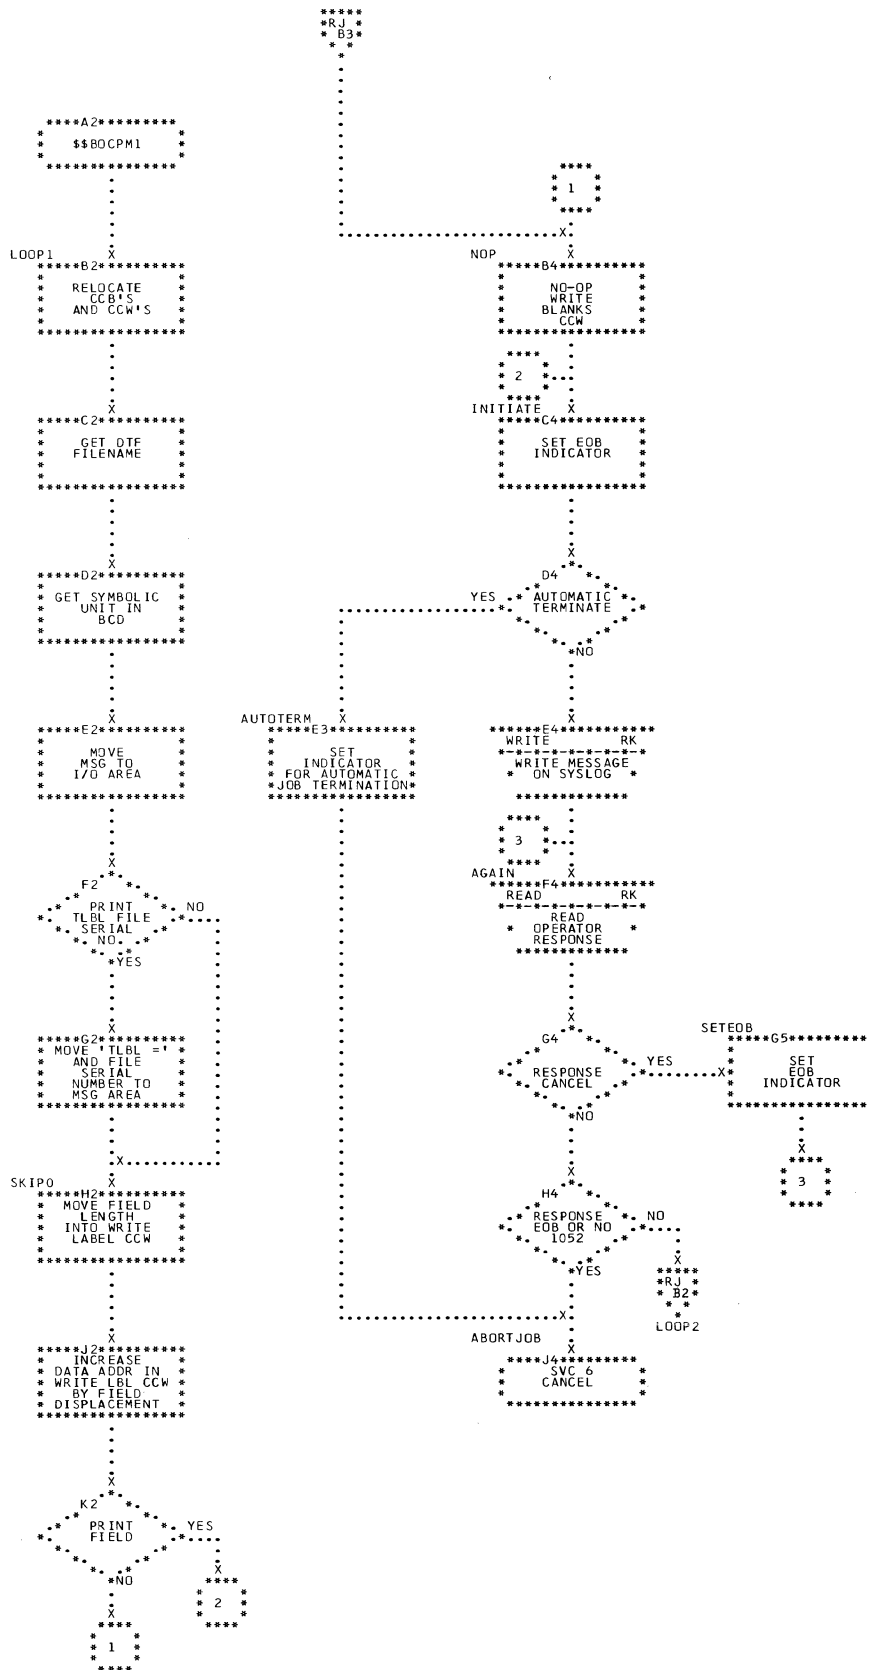 RJ
B3
A2
$$BOCPM1
1
LOOP1
B2
RELOCATE
CCB'S
AND CCW'S
NOP
B4
NO-OP
WRITE
BLANKS
CCW
2
INITIATE
C2
GET DTF
FILENAME
C4
SET EOB
INDICATOR
D2
GET SYMBOLIC
UNIT IN
BCD
D4
AUTOMATIC
TERMINATE
YES
NO
E2
MOVE
MSG TO
I/O AREA
AUTOTERM
E3
SET
INDICATOR
FOR AUTOMATIC
JOB TERMINATION
E4
WRITE RK
WRITE MESSAGE
ON SYSLOG
3
AGAIN
F2
PRINT
TLBL FILE
SERIAL
NO.
NO
YES
F4
READ RK
READ
OPERATOR
RESPONSE
G2
MOVE 'TLBL ='
AND FILE
SERIAL
NUMBER TO
MSG AREA
G4
RESPONSE
CANCEL
YES
NO
SETEOB
G5
SET
EOB
INDICATOR
3
SKIPO
H2
MOVE FIELD
LENGTH
INTO WRITE
LABEL CCW
H4
RESPONSE
EOB OR NO
1052
NO
YES
RJ
B2
LOOP2
ABORTJOB
J2
INCREASE
DATA ADDR IN
WRITE LBL CCW
BY FIELD
DISPLACEMENT
J4
SVC 6
CANCEL
K2
PRINT
FIELD
YES
NO
2
1